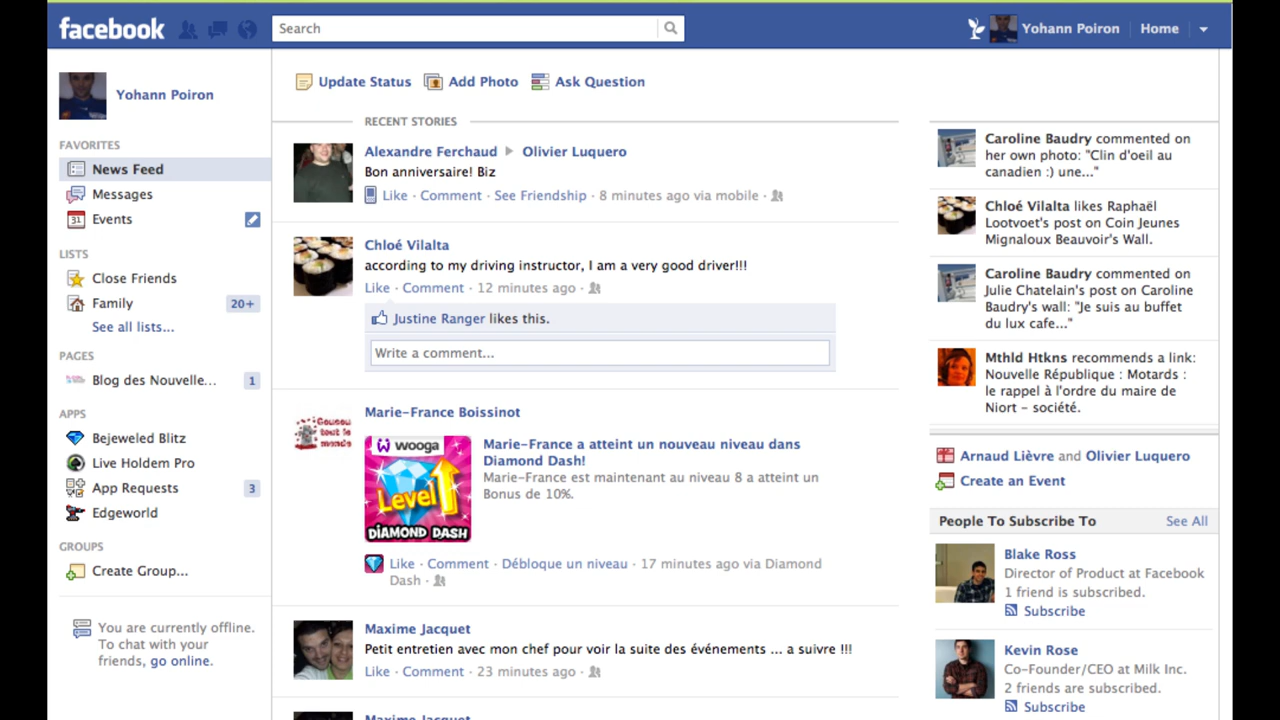 facebook
Search
Yohann Poiron
Home
Yohann Poiron
FAVORITES
News Feed
Messages
31
Events
LISTS
Close Friends
Family
20+
See all lists...
PAGES
Blog des Nouvelle...
1
APPS
Bejeweled Blitz
Live Holdem Pro
App Requests
3
Edgeworld
GROUPS
Create Group...
You are currently offline.
To chat with your
friends, go online.
Update Status
Add Photo
Ask Question
RECENT STORIES
Alexandre Ferchaud ▶ Olivier Luquero
Bon anniversaire! Biz
Like · Comment · See Friendship · 8 minutes ago via mobile ·
Chloé Vilalta
according to my driving instructor, I am a very good driver!!!
Like · Comment · 12 minutes ago ·
Justine Ranger likes this.
Write a comment...
Marie-France Boissinot
Coucou
tout le
monde
wooga
Level 1
DIAMOND DASH
Marie-France a atteint un nouveau niveau dans
Diamond Dash!
Marie-France est maintenant au niveau 8 a atteint un
Bonus de 10%.
Like · Comment · Débloque un niveau · 17 minutes ago via Diamond
Dash ·
Maxime Jacquet
Petit entretien avec mon chef pour voir la suite des événements ... a suivre !!!
Like · Comment · 23 minutes ago ·
Maxime Jacquet
Caroline Baudry commented on
her own photo: "Clin d'oeil au
canadien :) une..."
Chloé Vilalta likes Raphaël
Lootvoet's post on Coin Jeunes
Mignaloux Beauvoir's Wall.
Caroline Baudry commented on
Julie Chatelain's post on Caroline
Baudry's wall: "Je suis au buffet
du lux cafe..."
Mthld Htkns recommends a link:
Nouvelle République : Motards :
le rappel à l'ordre du maire de
Niort - société.
Arnaud Lièvre and Olivier Luquero
Create an Event
People To Subscribe To
See All
Blake Ross
Director of Product at Facebook
1 friend is subscribed.
Subscribe
Kevin Rose
Co-Founder/CEO at Milk Inc.
2 friends are subscribed.
Subscribe